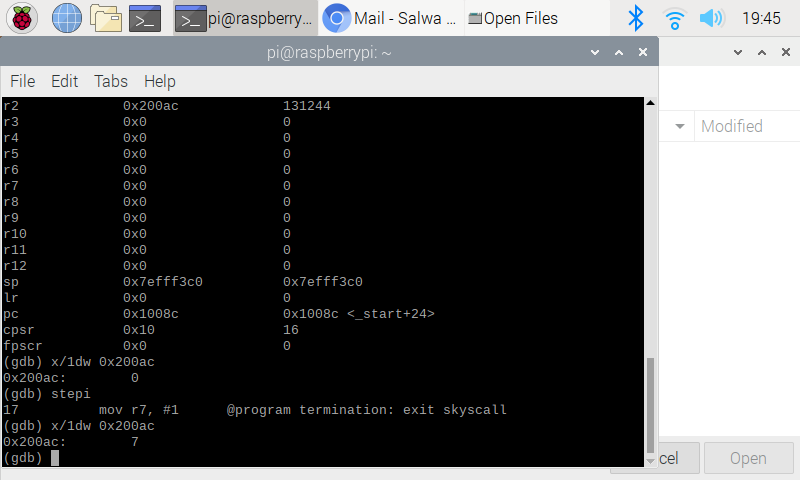 pi@raspberry... Mail - Salwa ... Open Files 19:45
pi@raspberrypi: ~
File Edit Tabs Help
r2 0x200ac 131244
r3 0x0 0
r4 0x0 0
r5 0x0 0
r6 0x0 0
r7 0x0 0
r8 0x0 0
r9 0x0 0
r10 0x0 0
r11 0x0 0
r12 0x0 0
sp 0x7efff3c0 0x7efff3c0
lr 0x0 0
pc 0x1008c 0x1008c <_start+24>
cpsr 0x10 16
fpscr 0x0 0
(gdb) x/1dw 0x200ac
0x200ac: 0
(gdb) stepi
17 mov r7, #1 @program termination: exit skyscall
(gdb) x/1dw 0x200ac
0x200ac: 7
(gdb)
Modified
cel Open